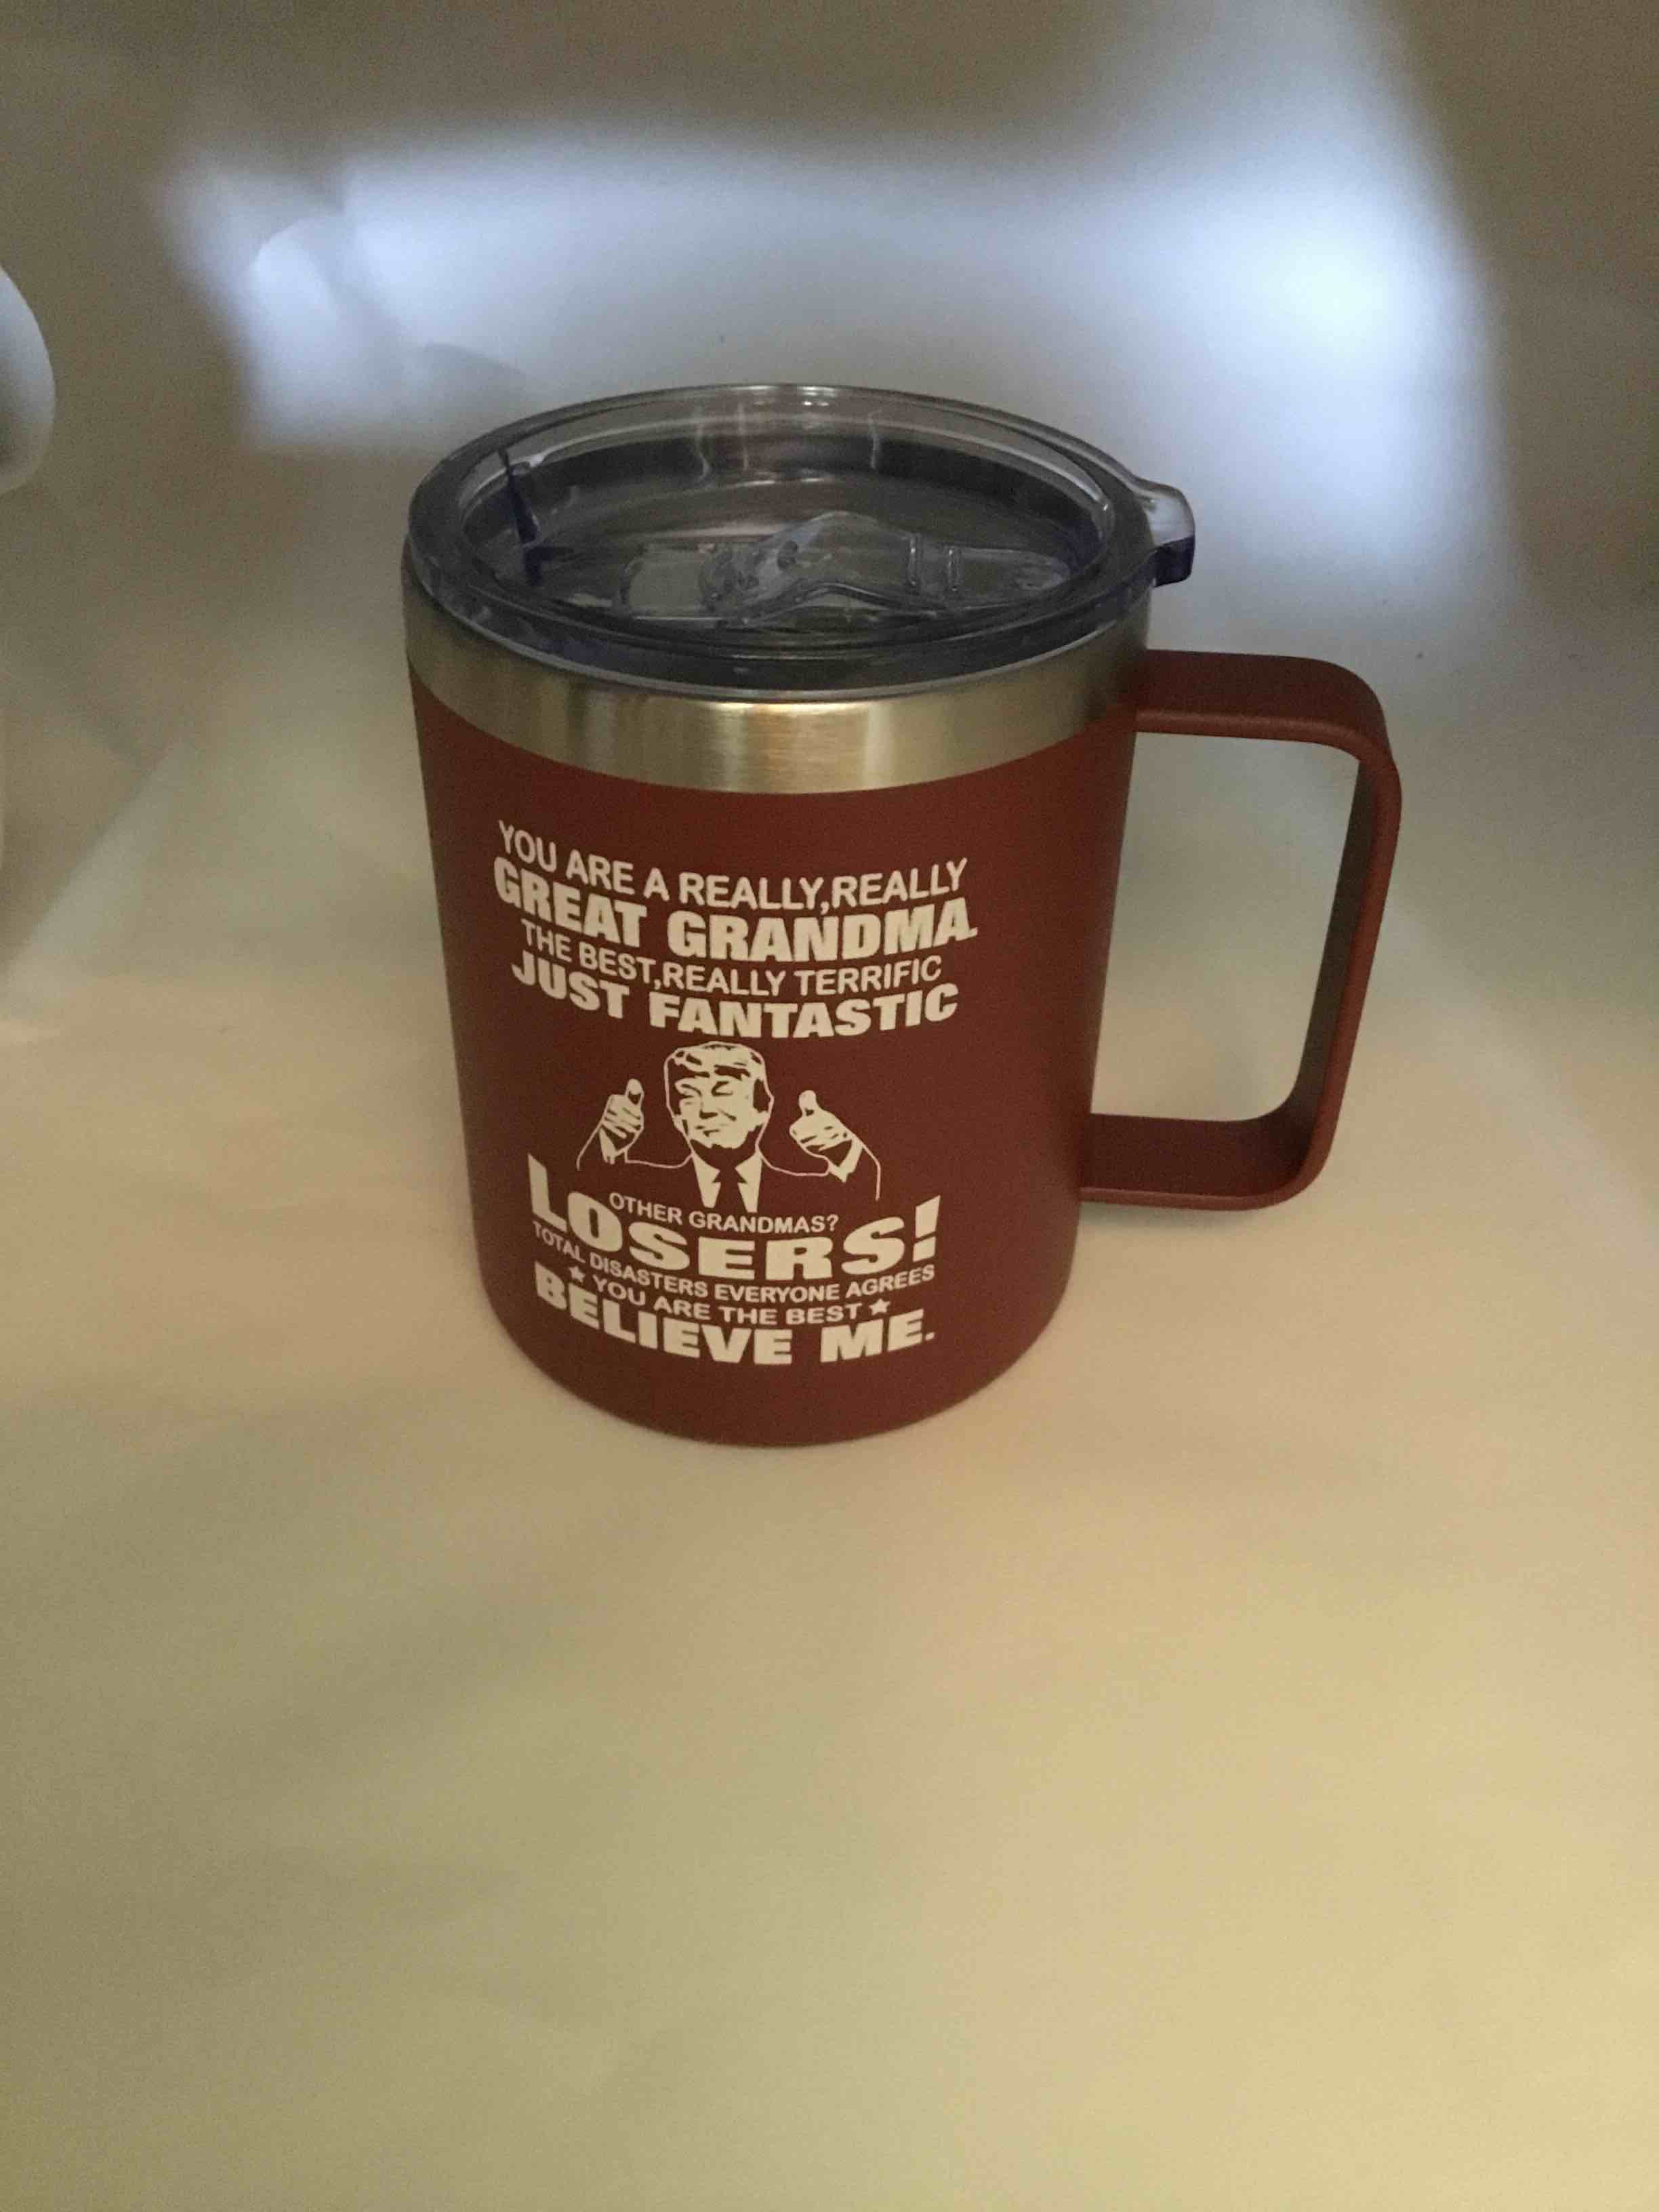 YOU ARE A REALLY,REALLY
GREAT GRANDMA.
THE BEST,REALLY TERRIFIC
JUST FANTASTIC
OTHER GRANDMAS?
LOSERS!
TOTAL DISASTERS EVERYONE AGREES
★ YOU ARE THE BEST ★
BELIEVE ME.